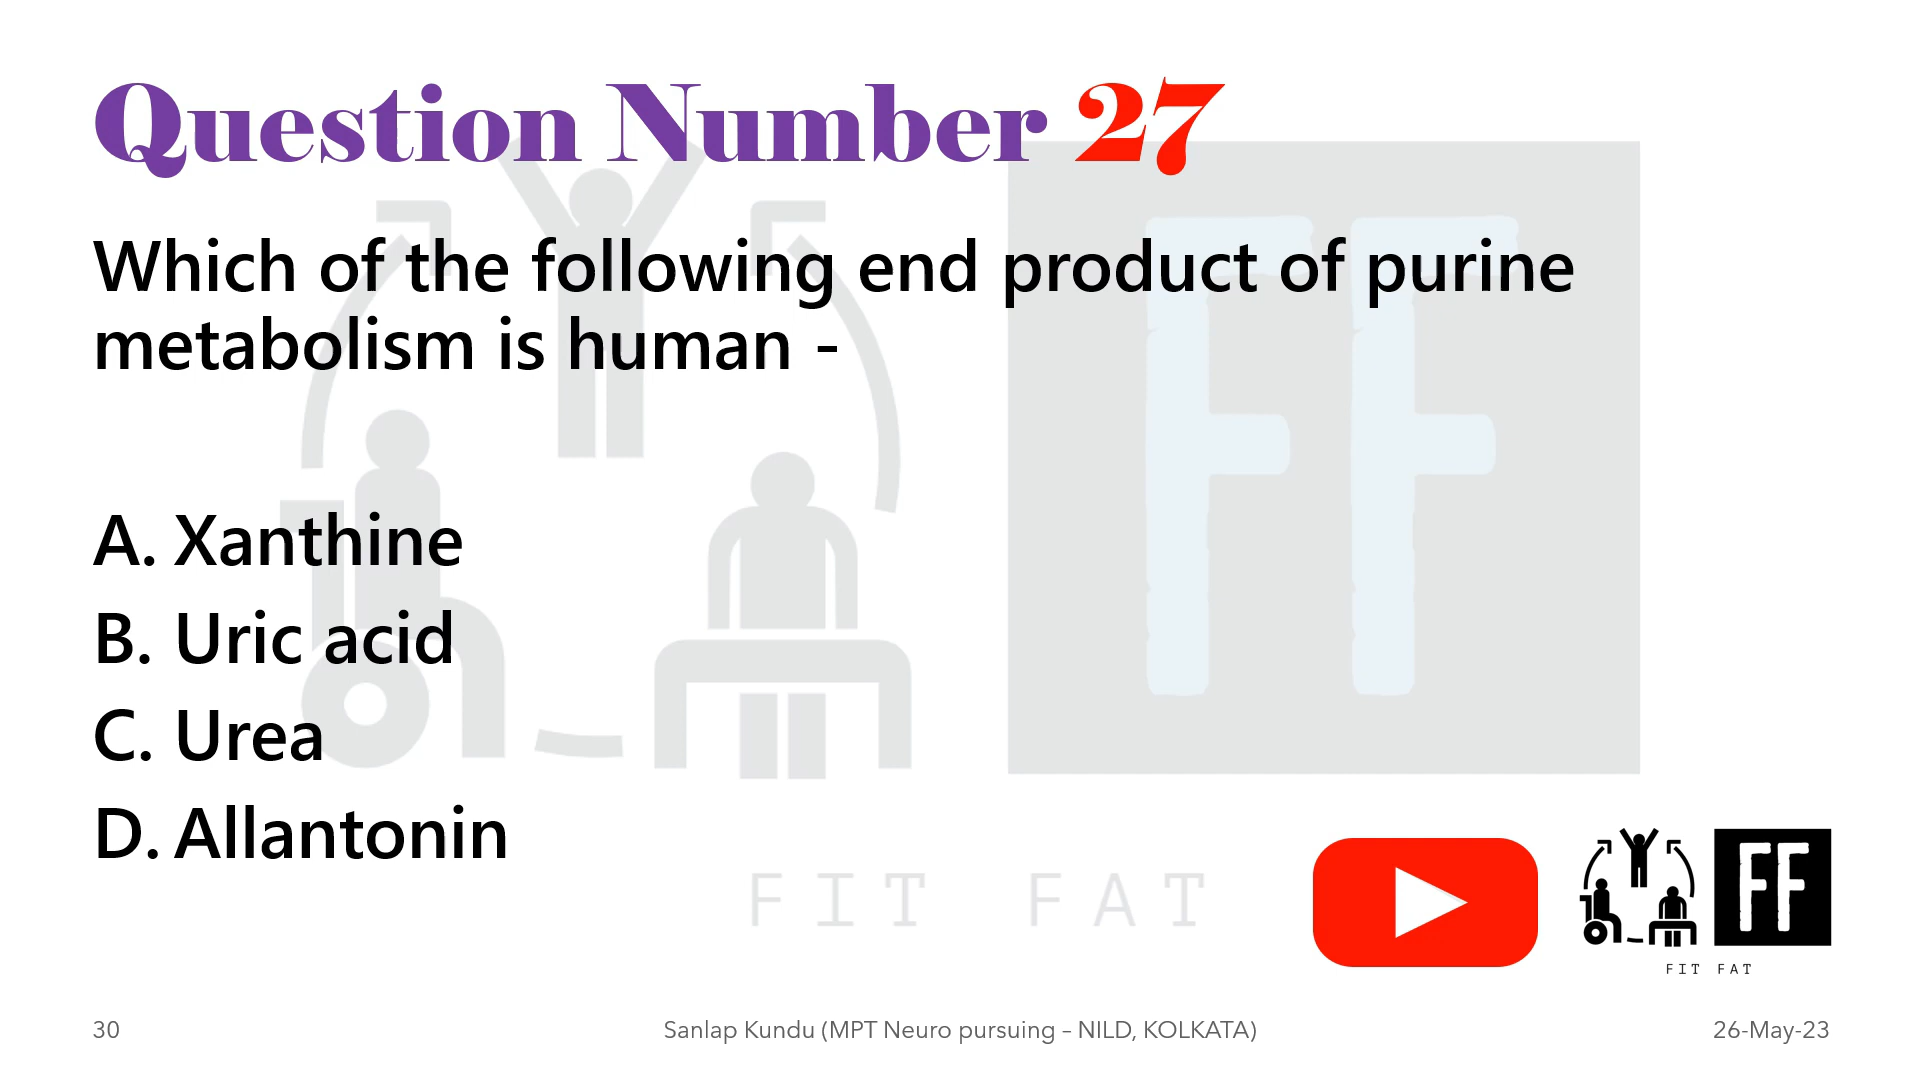 Question Number 27
Which of the following end product of purine
metabolism is human -
A. Xanthine
B. Uric acid
C. Urea
D. Allantonin
FIT FAT
FF
FF
FIT FAT
30
Sanlap Kundu (MPT Neuro pursuing – NILD, KOLKATA)
26-May-23